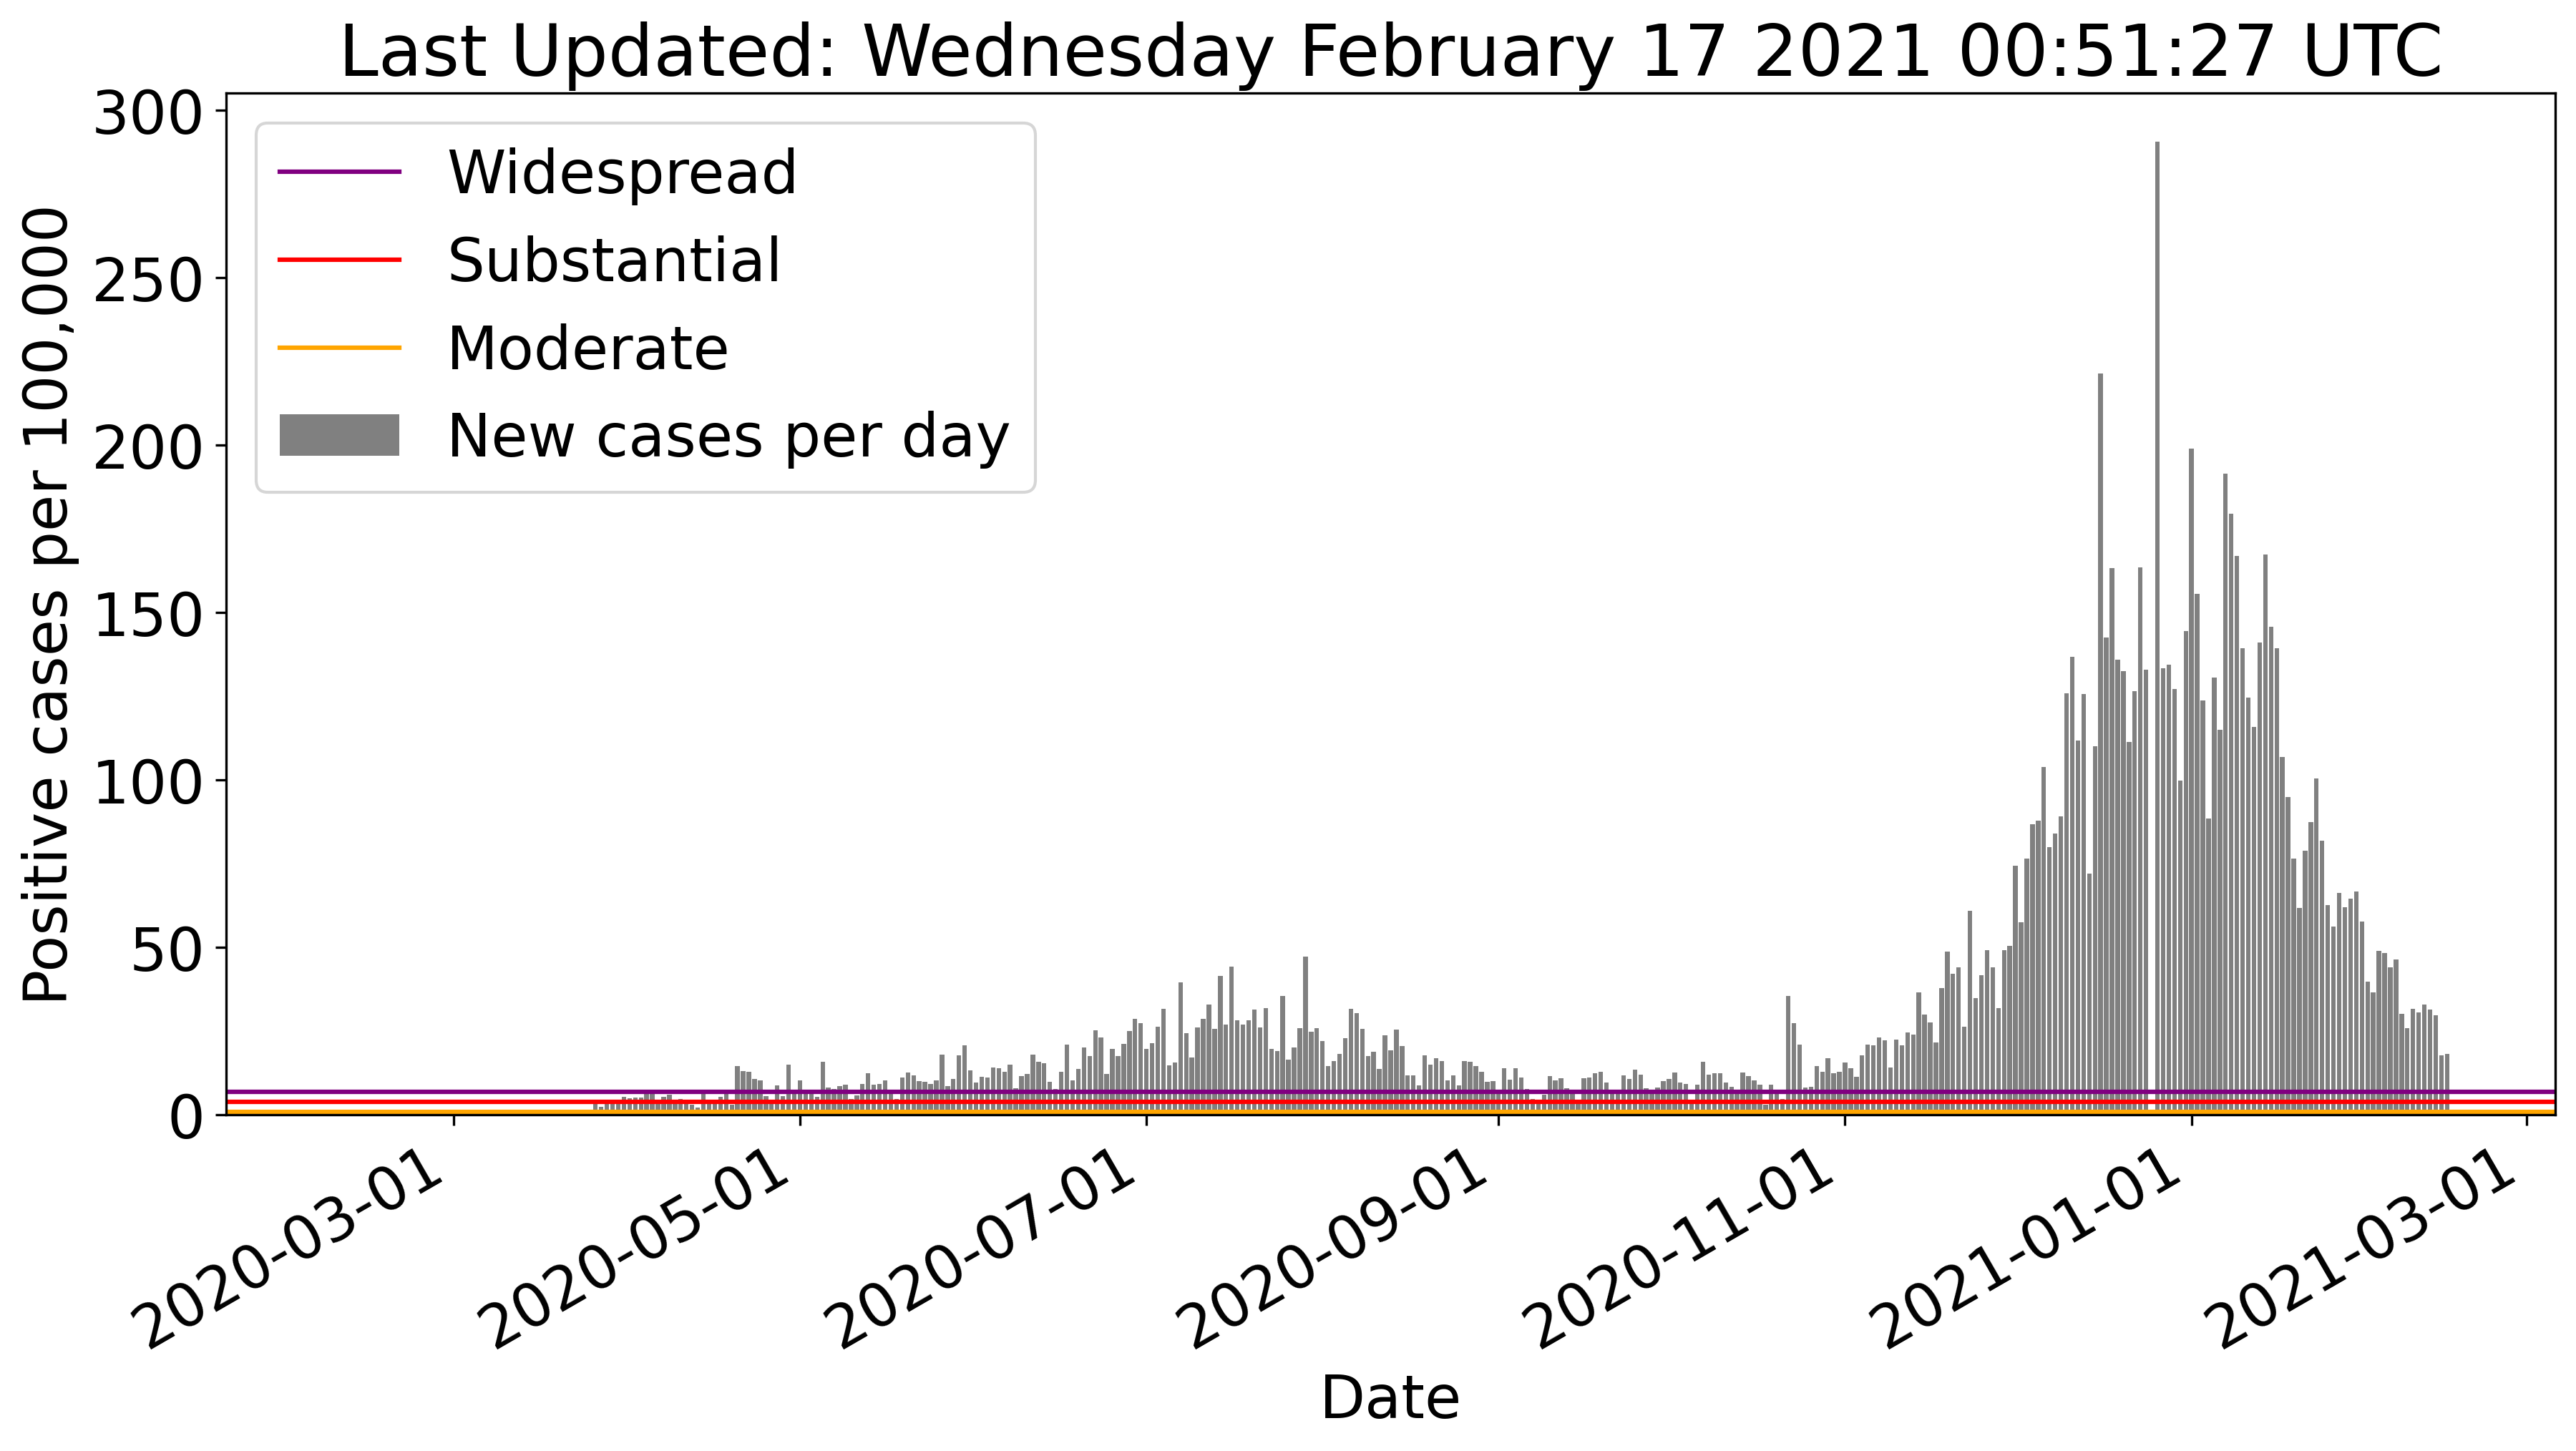 Last Updated: Wednesday February 17 2021 00:51:27 UTC
300
250
200
150
100
50
0
Positive cases per 100,000
Widespread
Substantial
Moderate
New cases per day
2020-03-01
2020-05-01
2020-07-01
2020-09-01
2020-11-01
2021-01-01
2021-03-01
Date